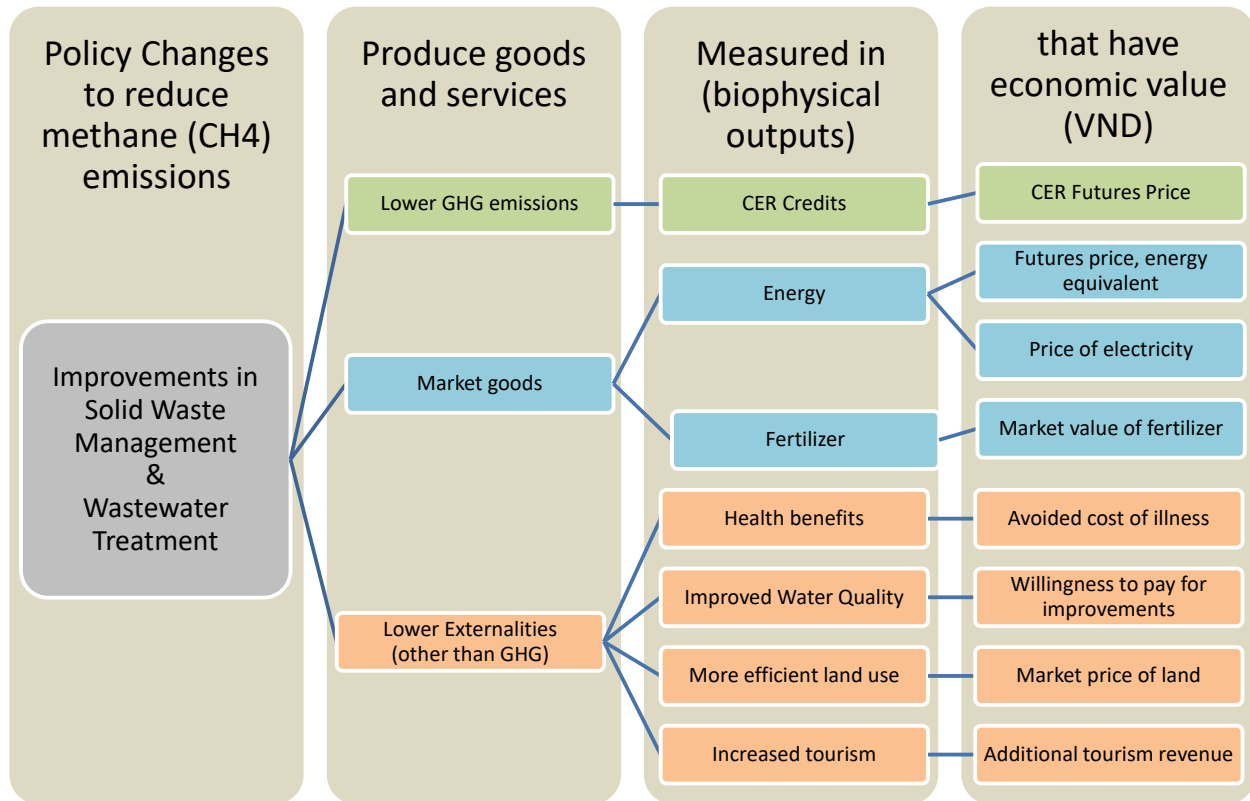 Policy Changes
to reduce
methane (CH4)
emissions
Improvements in
Solid Waste
Management
&
Wastewater
Treatment
Produce goods
and services
Lower GHG emissions
Market goods
Lower Externalities
(other than GHG)
Measured in
(biophysical
outputs)
CER Credits
Energy
Fertilizer
Health benefits
Improved Water Quality
More efficient land use
Increased tourism
that have
economic value
(VND)
CER Futures Price
Futures price, energy
equivalent
Price of electricity
Market value of fertilizer
Avoided cost of illness
Willingness to pay for
improvements
Market price of land
Additional tourism revenue